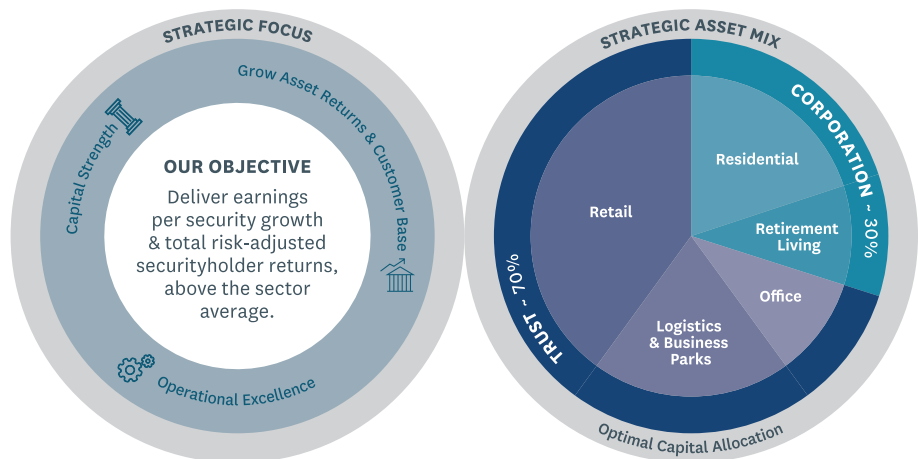 STRATEGIC FOCUS
Grow Asset Returns & Customer Base
Capital Strength
OUR OBJECTIVE
Deliver earnings
per security growth
& total risk-adjusted
securityholder returns,
above the sector
average.
Operational Excellence
STRATEGIC ASSET MIX
CORPORATION ~ 30%
Residential
Retail
Retirement
Living
Office
TRUST ~ 70%
Logistics
& Business
Parks
Optimal Capital Allocation